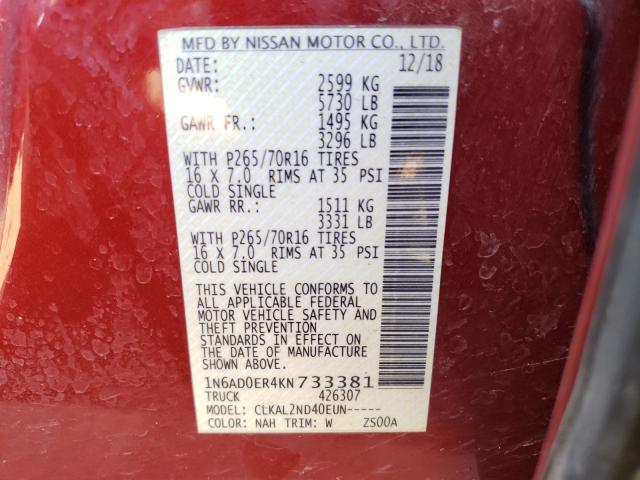 MFD BY NISSAN MOTOR CO., LTD.
DATE: 12/18
GVWR: 2599 KG
5730 LB
GAWR FR.: 1495 KG
3296 LB
WITH P265/70R16 TIRES
16 X 7.0 RIMS AT 35 PSI
COLD SINGLE
GAWR RR.: 1511 KG
3331 LB
WITH P265/70R16 TIRES
16 X 7.0 RIMS AT 35 PSI
COLD SINGLE
THIS VEHICLE CONFORMS TO
ALL APPLICABLE FEDERAL
MOTOR VEHICLE SAFETY AND
THEFT PREVENTION
STANDARDS IN EFFECT ON
THE DATE OF MANUFACTURE.
1N6AD0ER4KN733381
TRUCK 426307
MODEL: CLKAL2ND40EUN-----
COLOR: NAH TRIM: W ZS00A